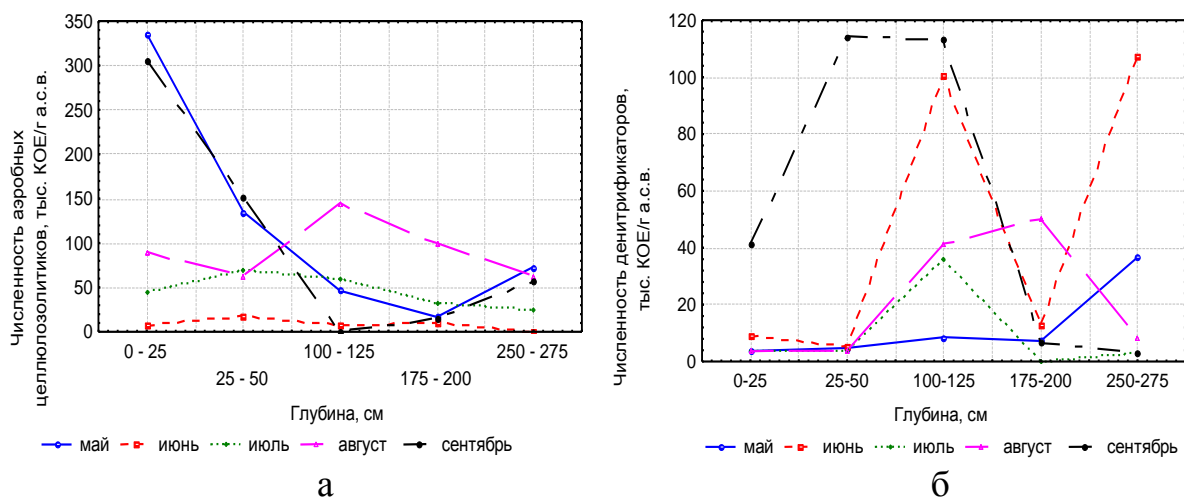 а
Численность аэробных
целлюлозолитиков, тыс. КОЕ/г а.с.в.
350
300
250
200
150
100
50
0
0 - 25
100 - 125
250 - 275
25 - 50
175 - 200
Глубина, см
май
июнь
июль
август
сентябрь
а
б
Численность денитрификаторов,
тыс. КОЕ/г а.с.в.
120
100
80
60
40
20
0
0-25
25-50
100-125
175-200
250-275
Глубина, см
май
июнь
июль
август
сентябрь
б